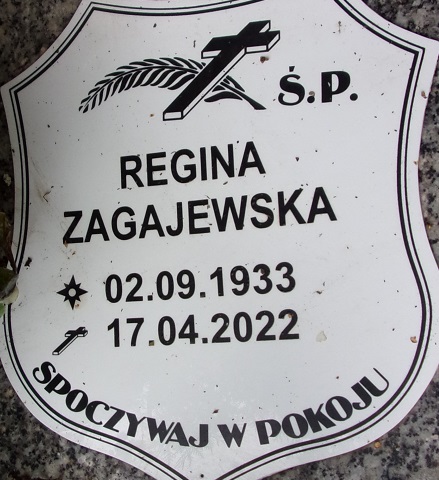 Ś.P.
REGINA
ZAGAJEWSKA
02.09.1933
17.04.2022
SPOCZYWAJ W POKOJU